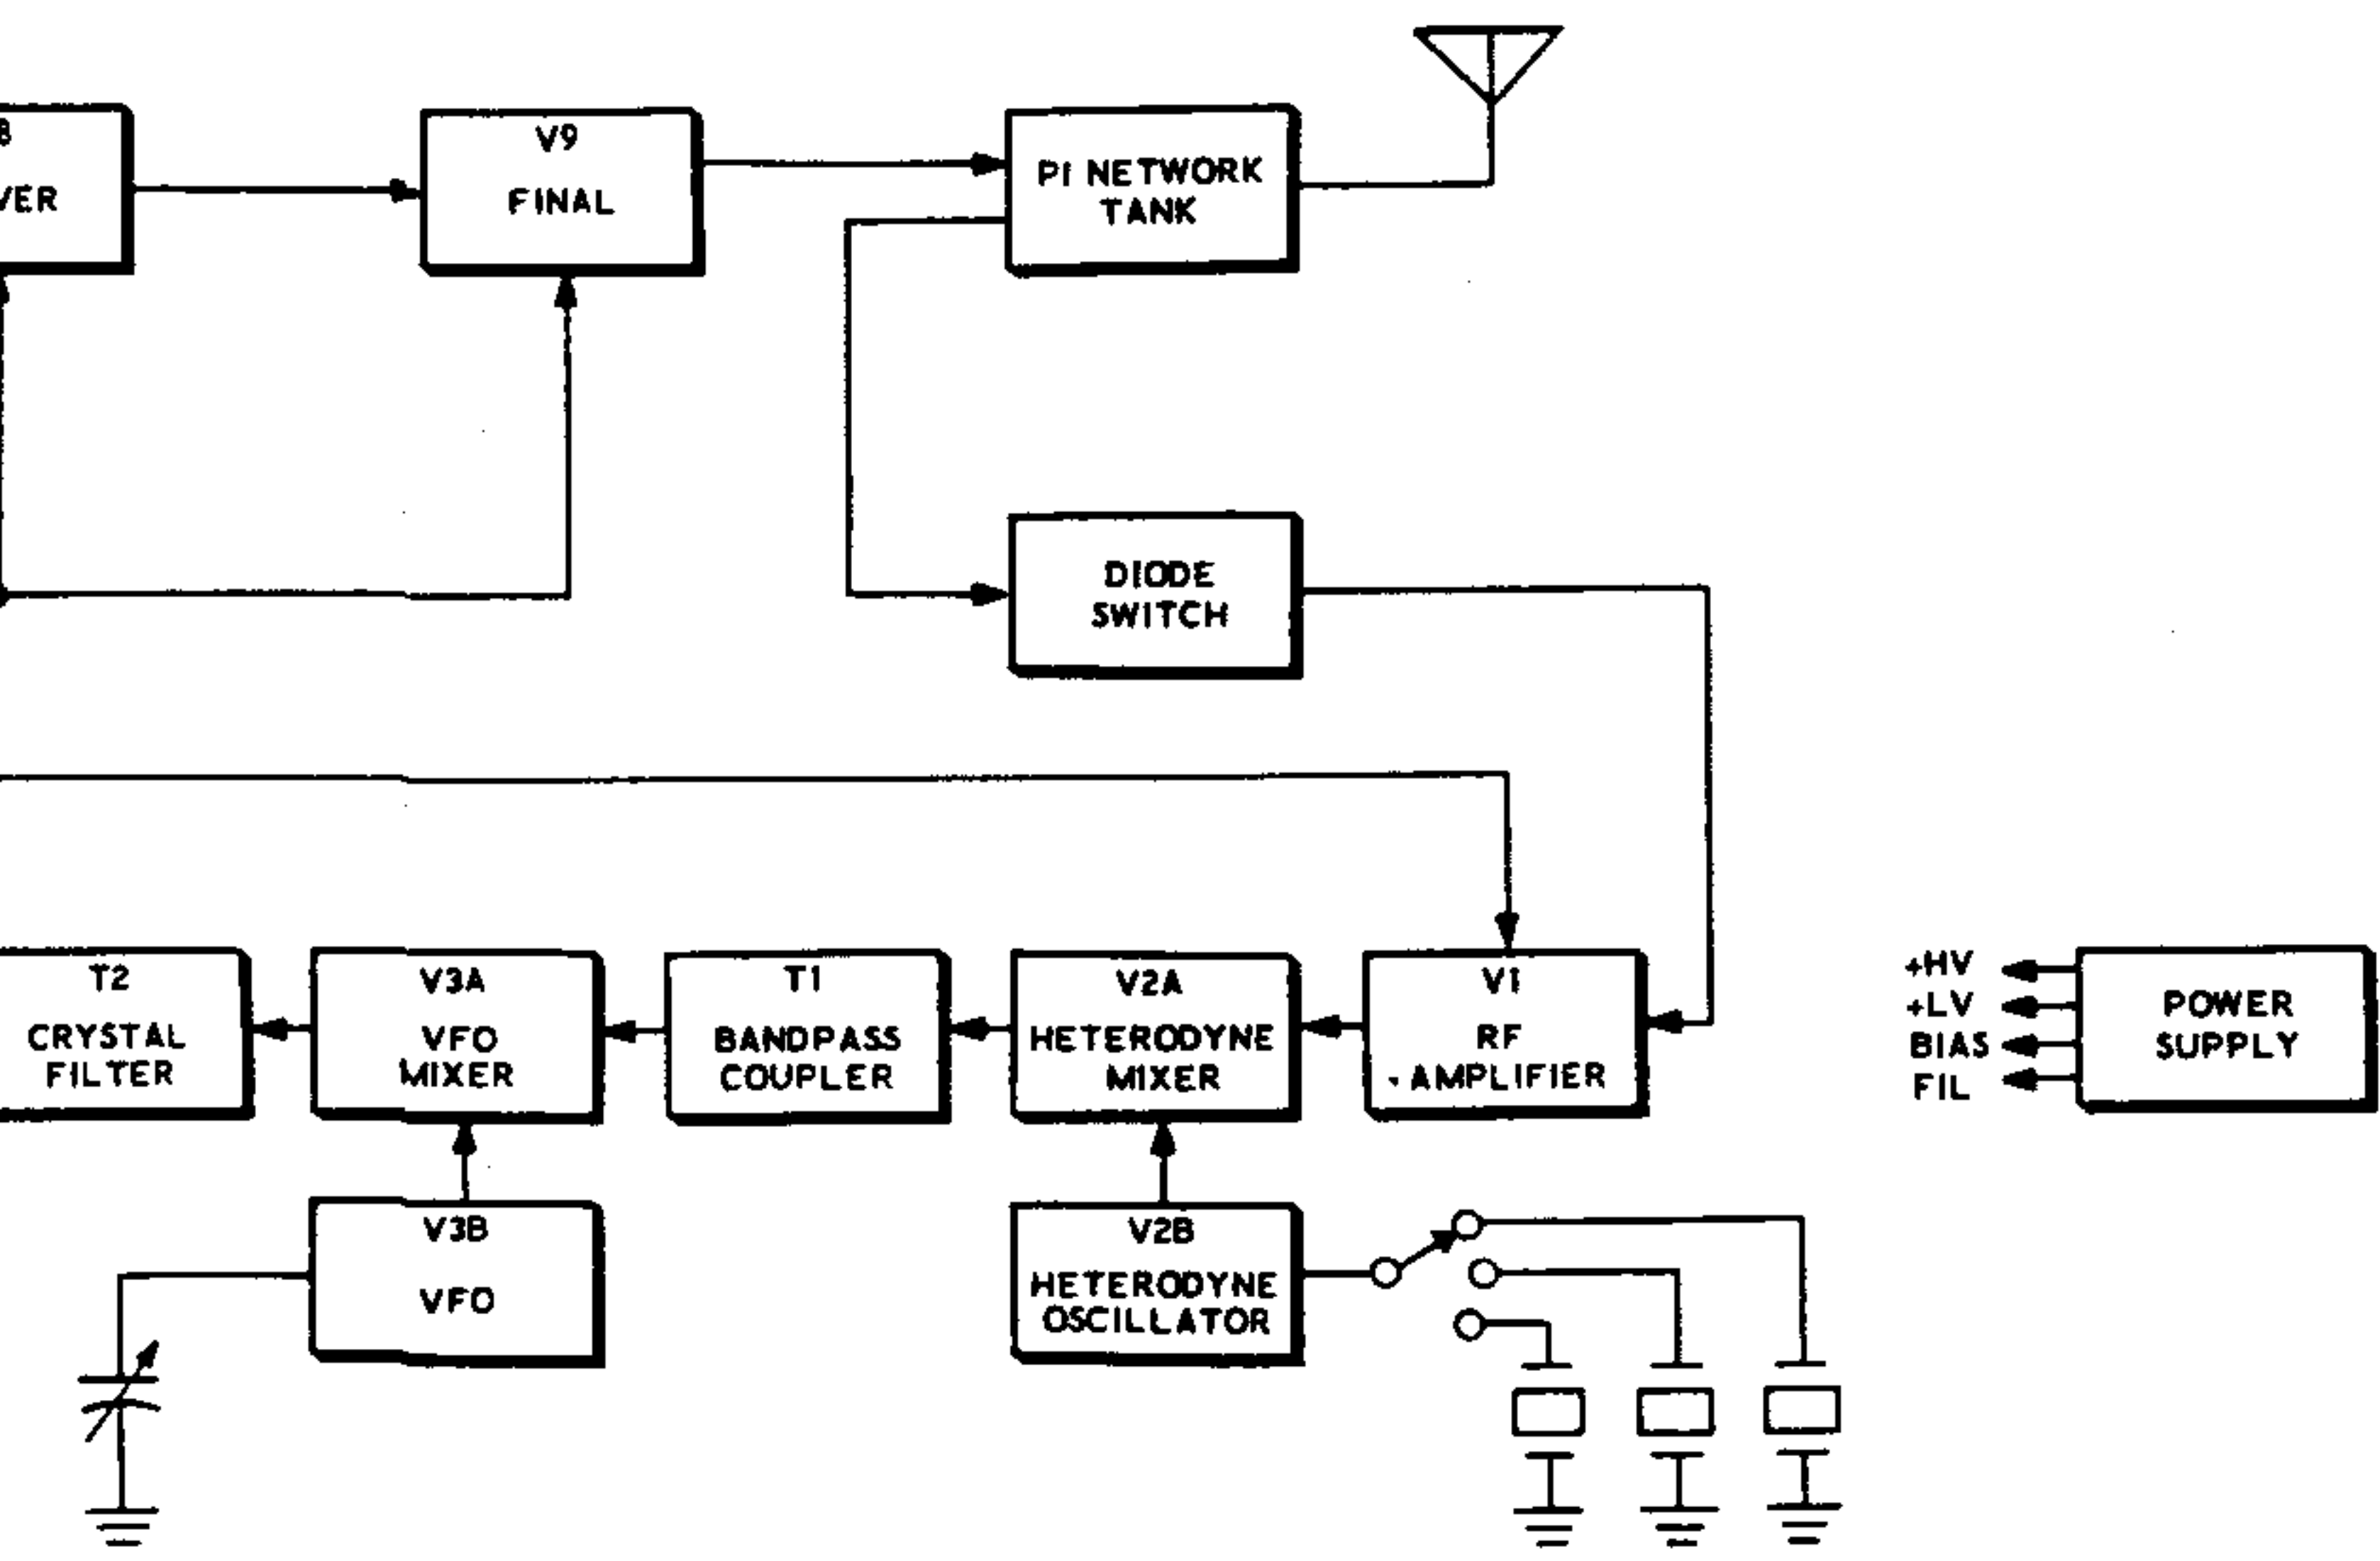 V9
FINAL
PI NETWORK
TANK
DIODE
SWITCH
T2
CRYSTAL
FILTER
V3A
VFO
MIXER
T1
BANDPASS
COUPLER
V2A
HETERODYNE
MIXER
V1
RF
AMPLIFIER
+HV
+LV
BIAS
FIL
POWER
SUPPLY
V3B
VFO
V2B
HETERODYNE
OSCILLATOR